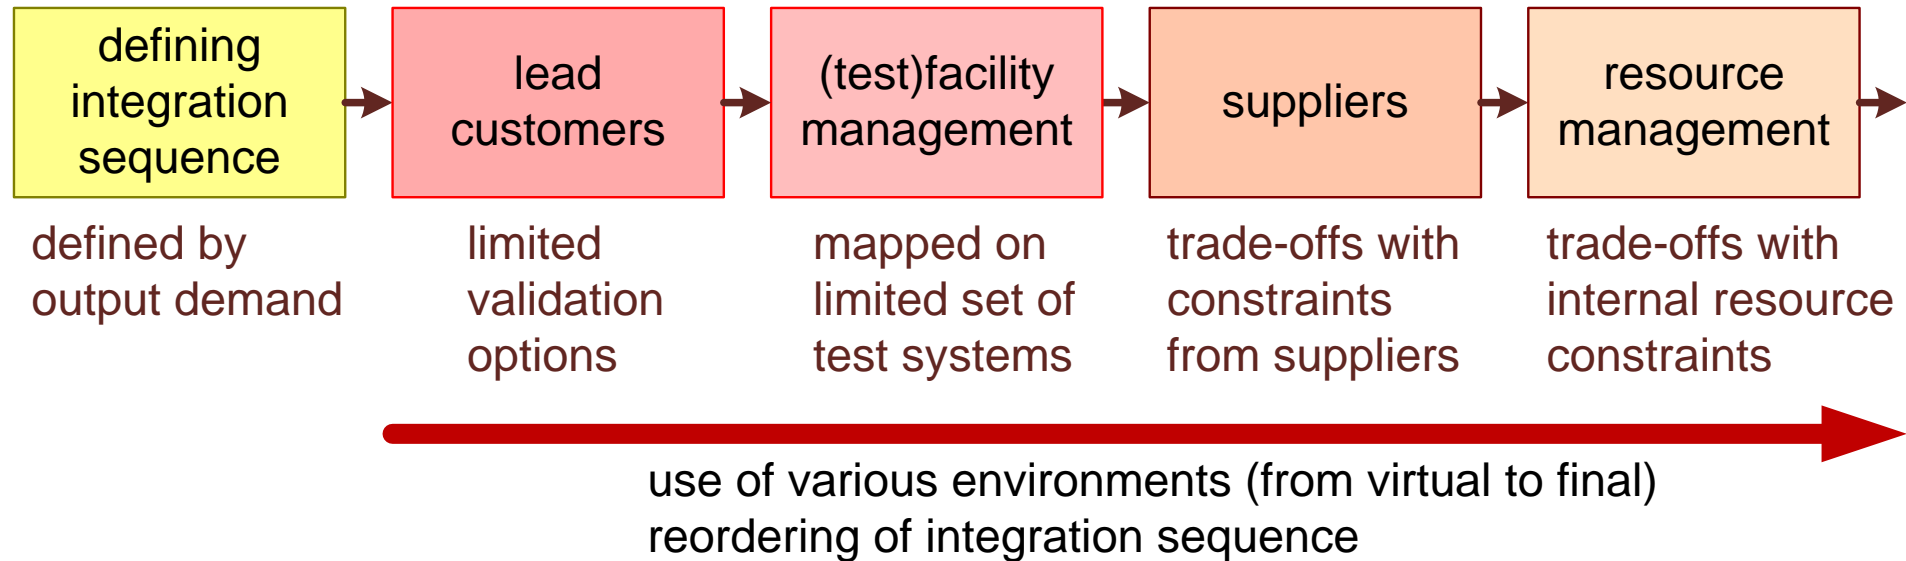 defining
integration
sequence
lead
customers
(test)facility
management
suppliers
resource
management
defined by
output demand
limited
validation
options
mapped on
limited set of
test systems
trade-offs with
constraints
from suppliers
trade-offs with
internal resource
constraints
use of various environments (from virtual to final)
reordering of integration sequence